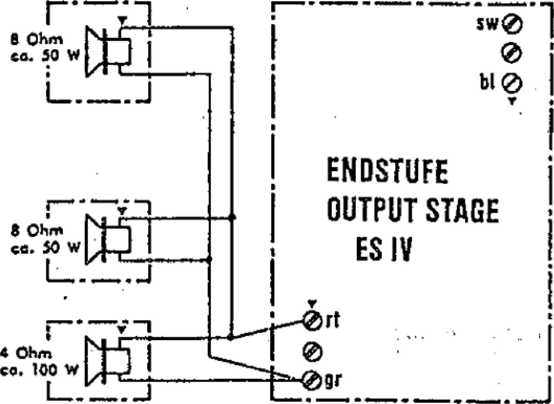 8 Ohm
ca. 50 W
sw
bl
ENDSTUFE
OUTPUT STAGE
ES IV
8 Ohm
ca. 50 W
rt
4 Ohm
ca. 100 W
gr